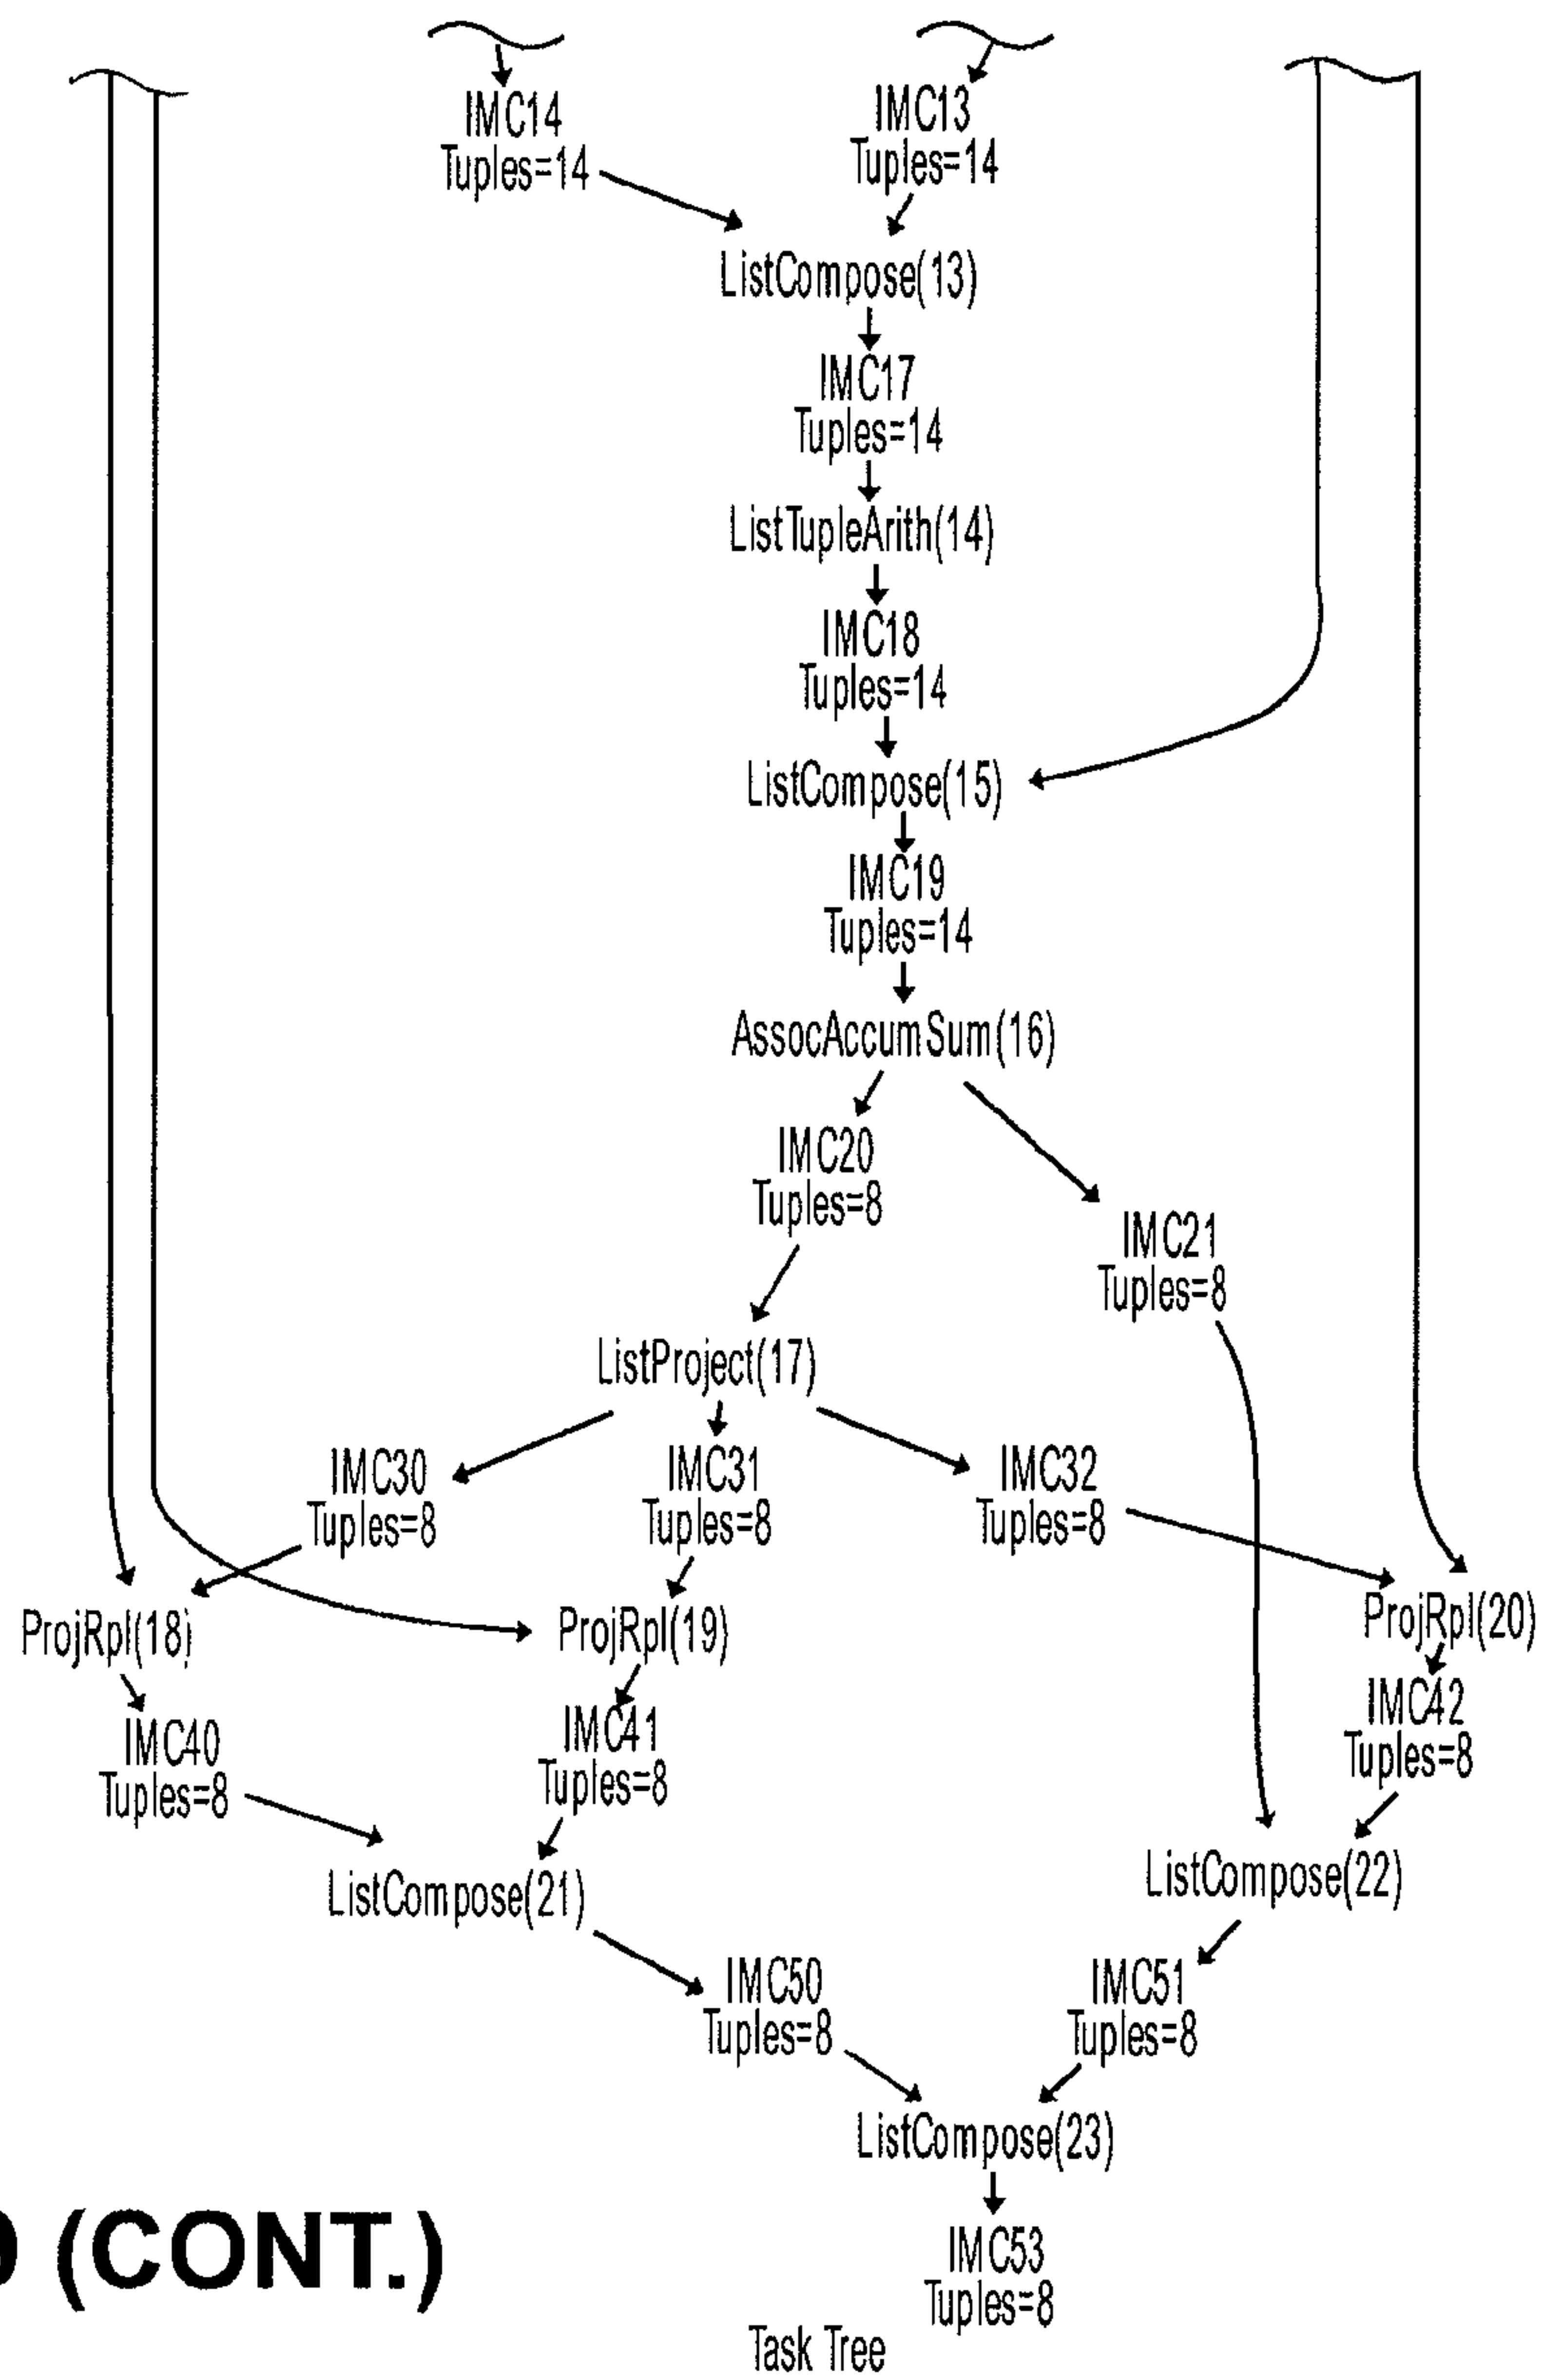 IMC14
Tuples=14
IMC13
Tuples=14
ListCompose(13)
IMC17
Tuples=14
ListTupleArith(14)
IMC18
Tuples=14
ListCompose(15)
IMC19
Tuples=14
AssocAccumSum(16)
IMC20
Tuples=8
IMC21
Tuples=8
ListProject(17)
IMC30
Tuples=8
IMC31
Tuples=8
IMC32
Tuples=8
ProjRpl(18)
ProjRpl(19)
ProjRpl(20)
IMC40
Tuples=8
IMC41
Tuples=8
IMC42
Tuples=8
ListCompose(21)
ListCompose(22)
IMC50
Tuples=8
IMC51
Tuples=8
ListCompose(23)
IMC53
Tuples=8
(CONT.)
Task Tree